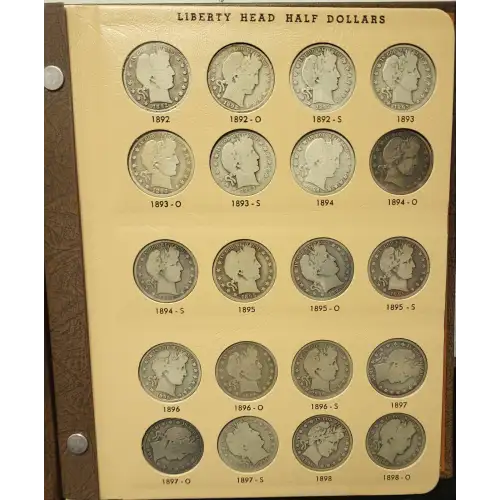 LIBERTY HEAD HALF DOLLARS
1892 1892-O 1892-S 1893
1893-O 1893-S 1894 1894-O
1894-S 1895 1895-O 1895-S
1896 1896-O 1896-S 1897
1897-O 1897-S 1898 1898-O